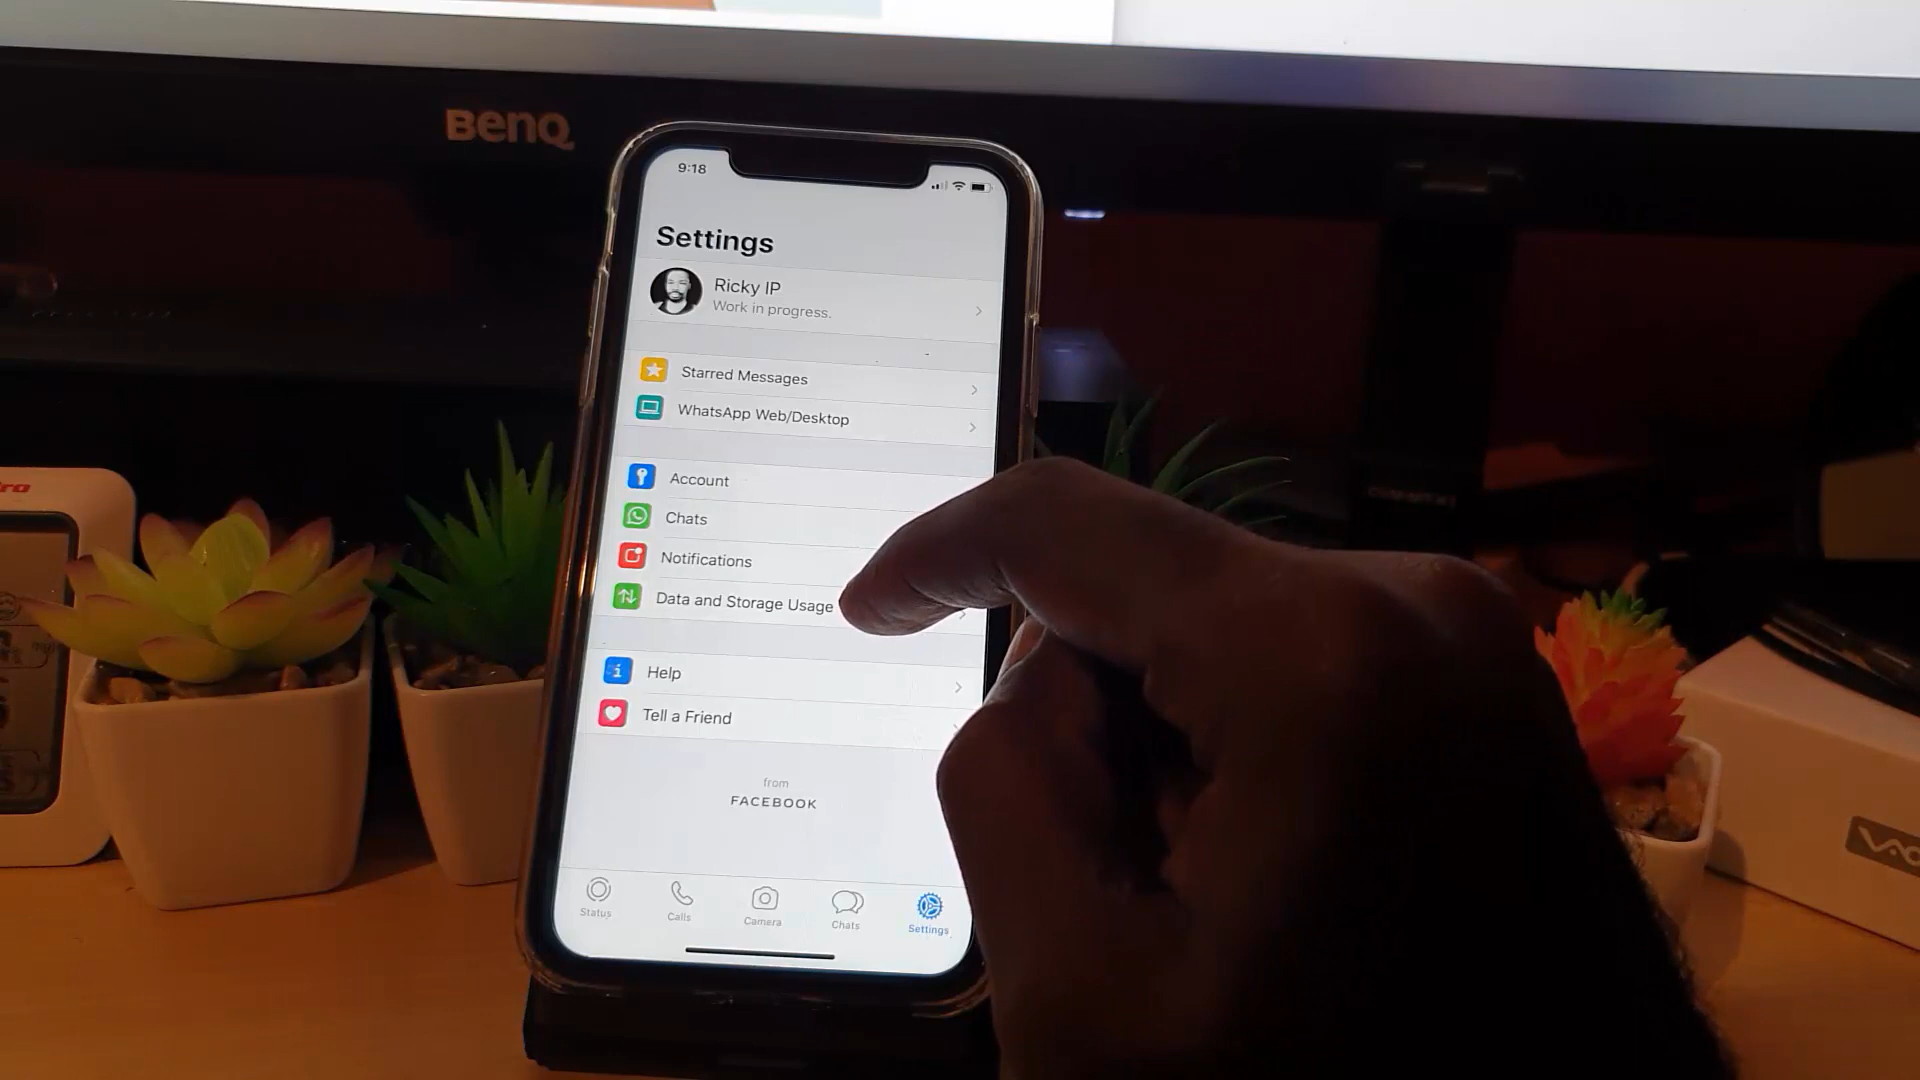 BenQ
9:18
Settings
Ricky IP
Work in progress.
Starred Messages
WhatsApp Web/Desktop
Account
Chats
Notifications
Data and Storage Usage
Help
Tell a Friend
from
FACEBOOK
Status
Calls
Camera
Chats
Settings